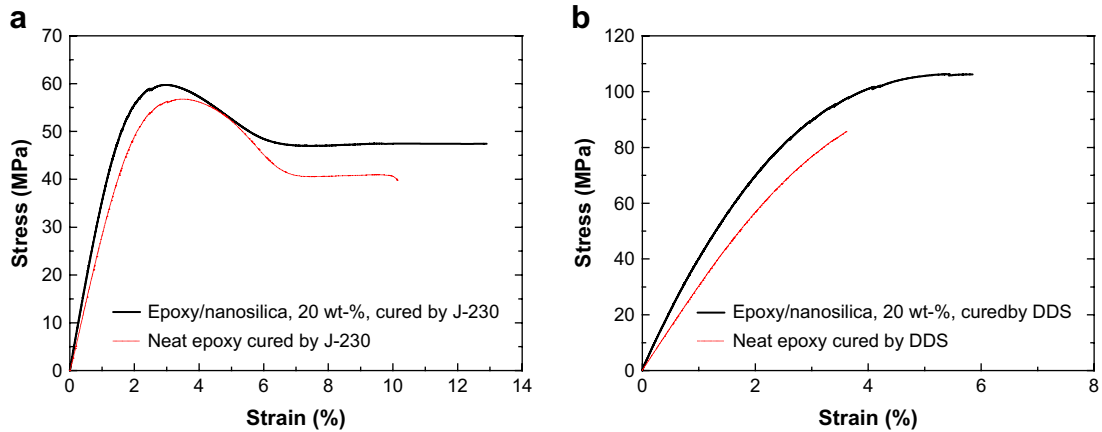 a
70
60
50
40
30
20
10
0
Stress (MPa)
Epoxy/nanosilica, 20 wt-%, cured by J-230
Neat epoxy cured by J-230
0 2 4 6 8 10 12 14
Strain (%)
b
120
100
80
60
40
20
0
Stress (MPa)
Epoxy/nanosilica, 20 wt-%, curedby DDS
Neat epoxy cured by DDS
0 2 4 6 8
Strain (%)